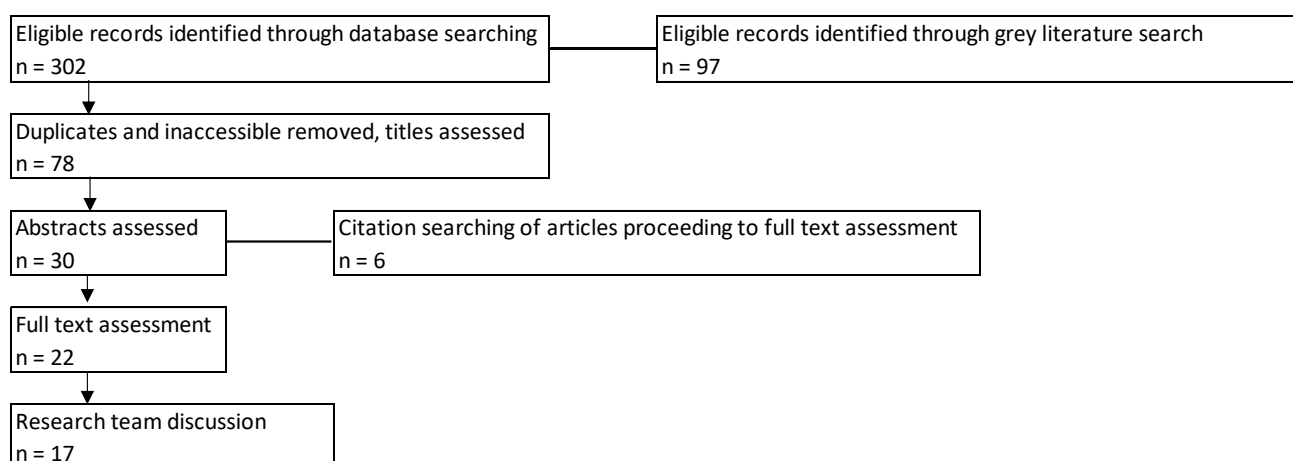 Eligible records identified through database searching
n = 302
Eligible records identified through grey literature search
n = 97
Duplicates and inaccessible removed, titles assessed
n = 78
Abstracts assessed
n = 30
Citation searching of articles proceeding to full text assessment
n = 6
Full text assessment
n = 22
Research team discussion
n = 17